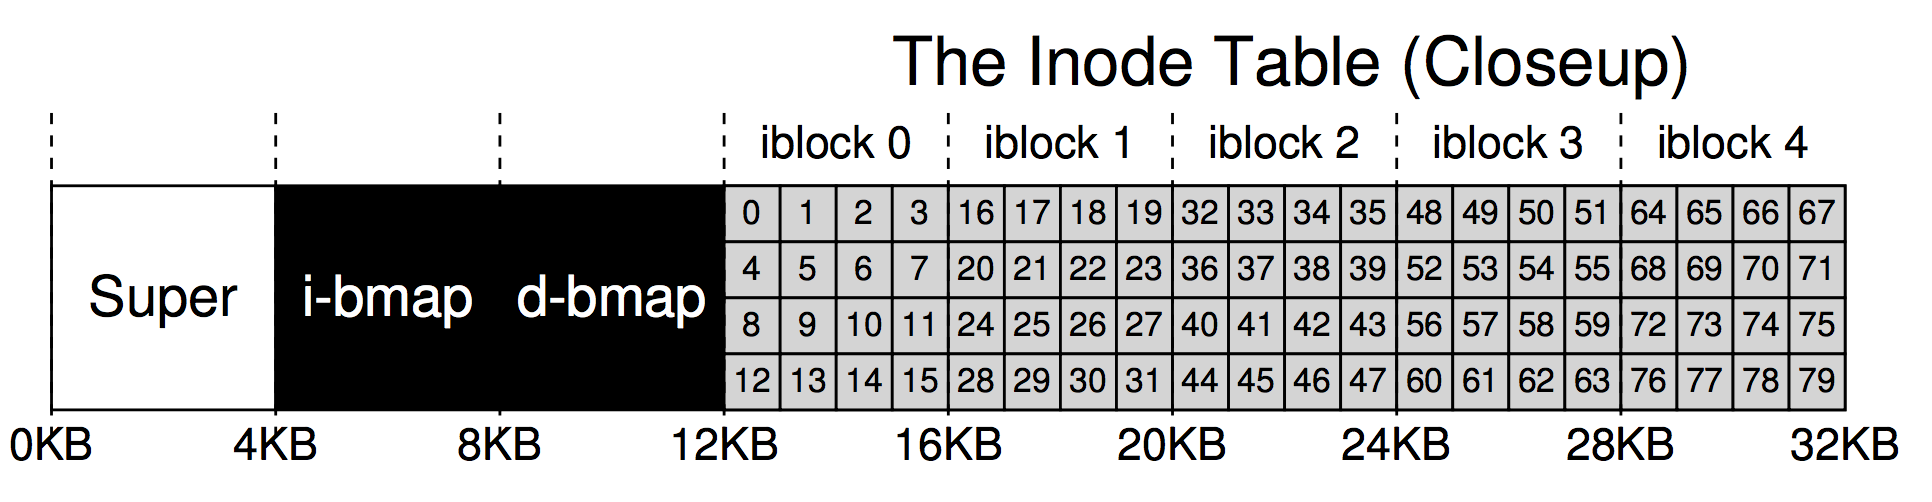 The Inode Table (Closeup)
iblock 0 iblock 1 iblock 2 iblock 3 iblock 4
0 1 2 3 16 17 18 19 32 33 34 35 48 49 50 51 64 65 66 67
4 5 6 7 20 21 22 23 36 37 38 39 52 53 54 55 68 69 70 71
Super i-bmap d-bmap
8 9 10 11 24 25 26 27 40 41 42 43 56 57 58 59 72 73 74 75
12 13 14 15 28 29 30 31 44 45 46 47 60 61 62 63 76 77 78 79
0KB 4KB 8KB 12KB 16KB 20KB 24KB 28KB 32KB